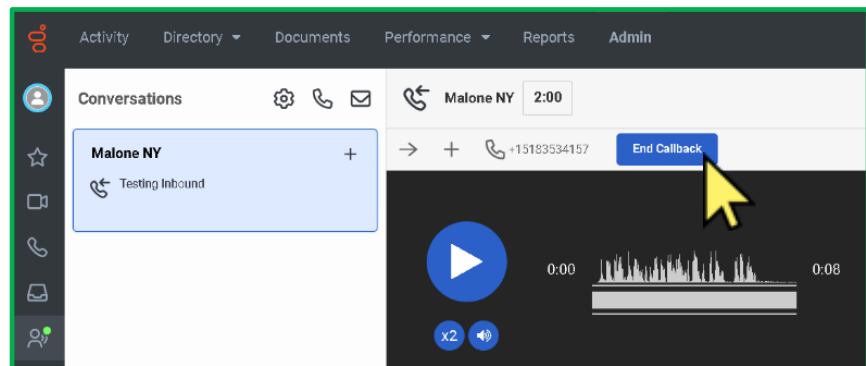 Activity Directory Documents Performance Reports Admin
Conversations
Malone NY 2:00
Malone NY
+15183534157 End Callback
Testing Inbound
0:00 0:08
x2